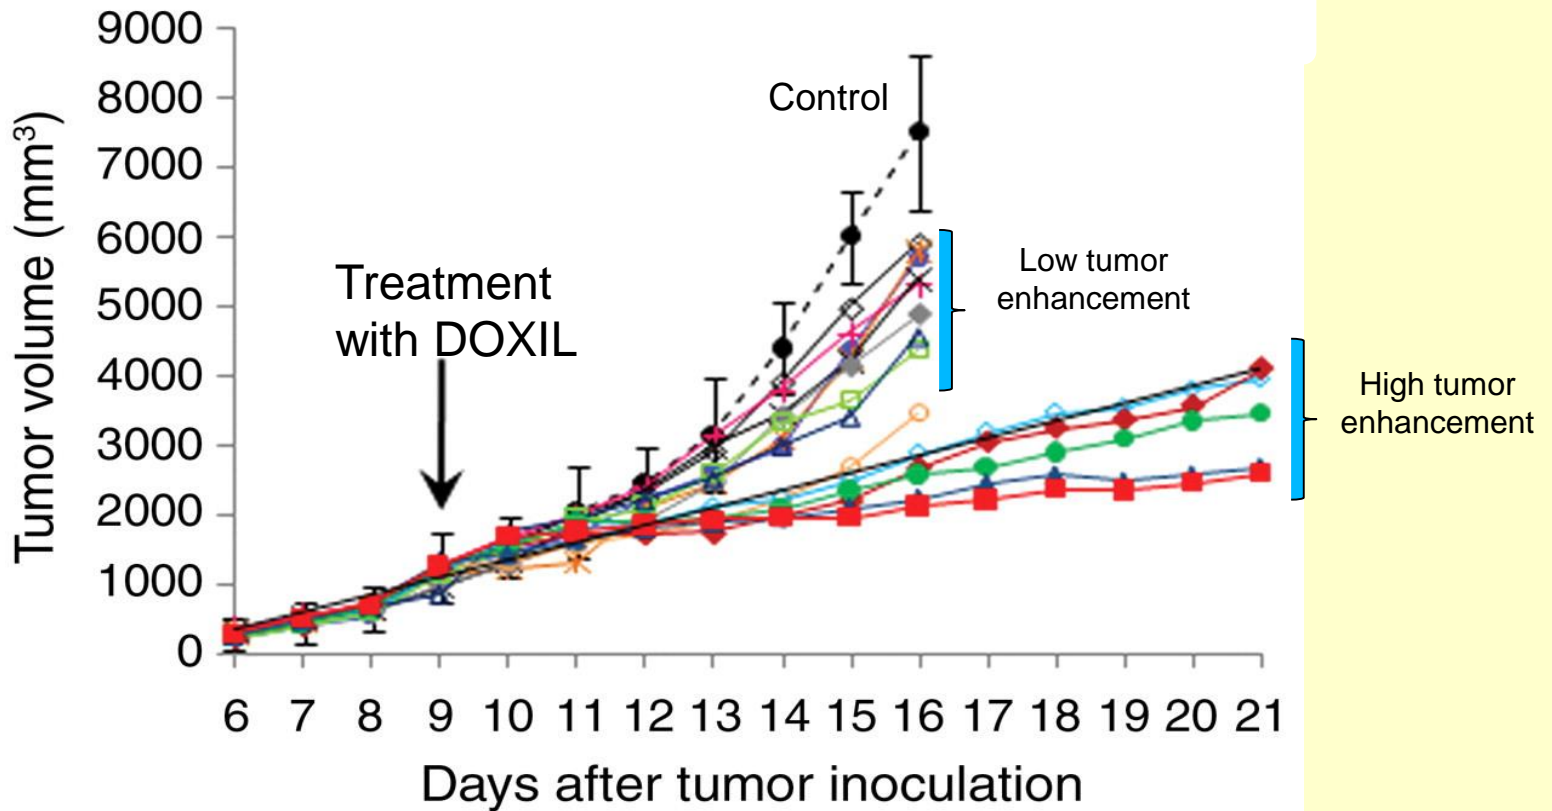 9000
8000
7000
6000
5000
4000
3000
2000
1000
0
Tumor volume (mm³)
Control
Treatment
with DOXIL
Low tumor
enhancement
High tumor
enhancement
6 7 8 9 10 11 12 13 14 15 16 17 18 19 20 21
Days after tumor inoculation